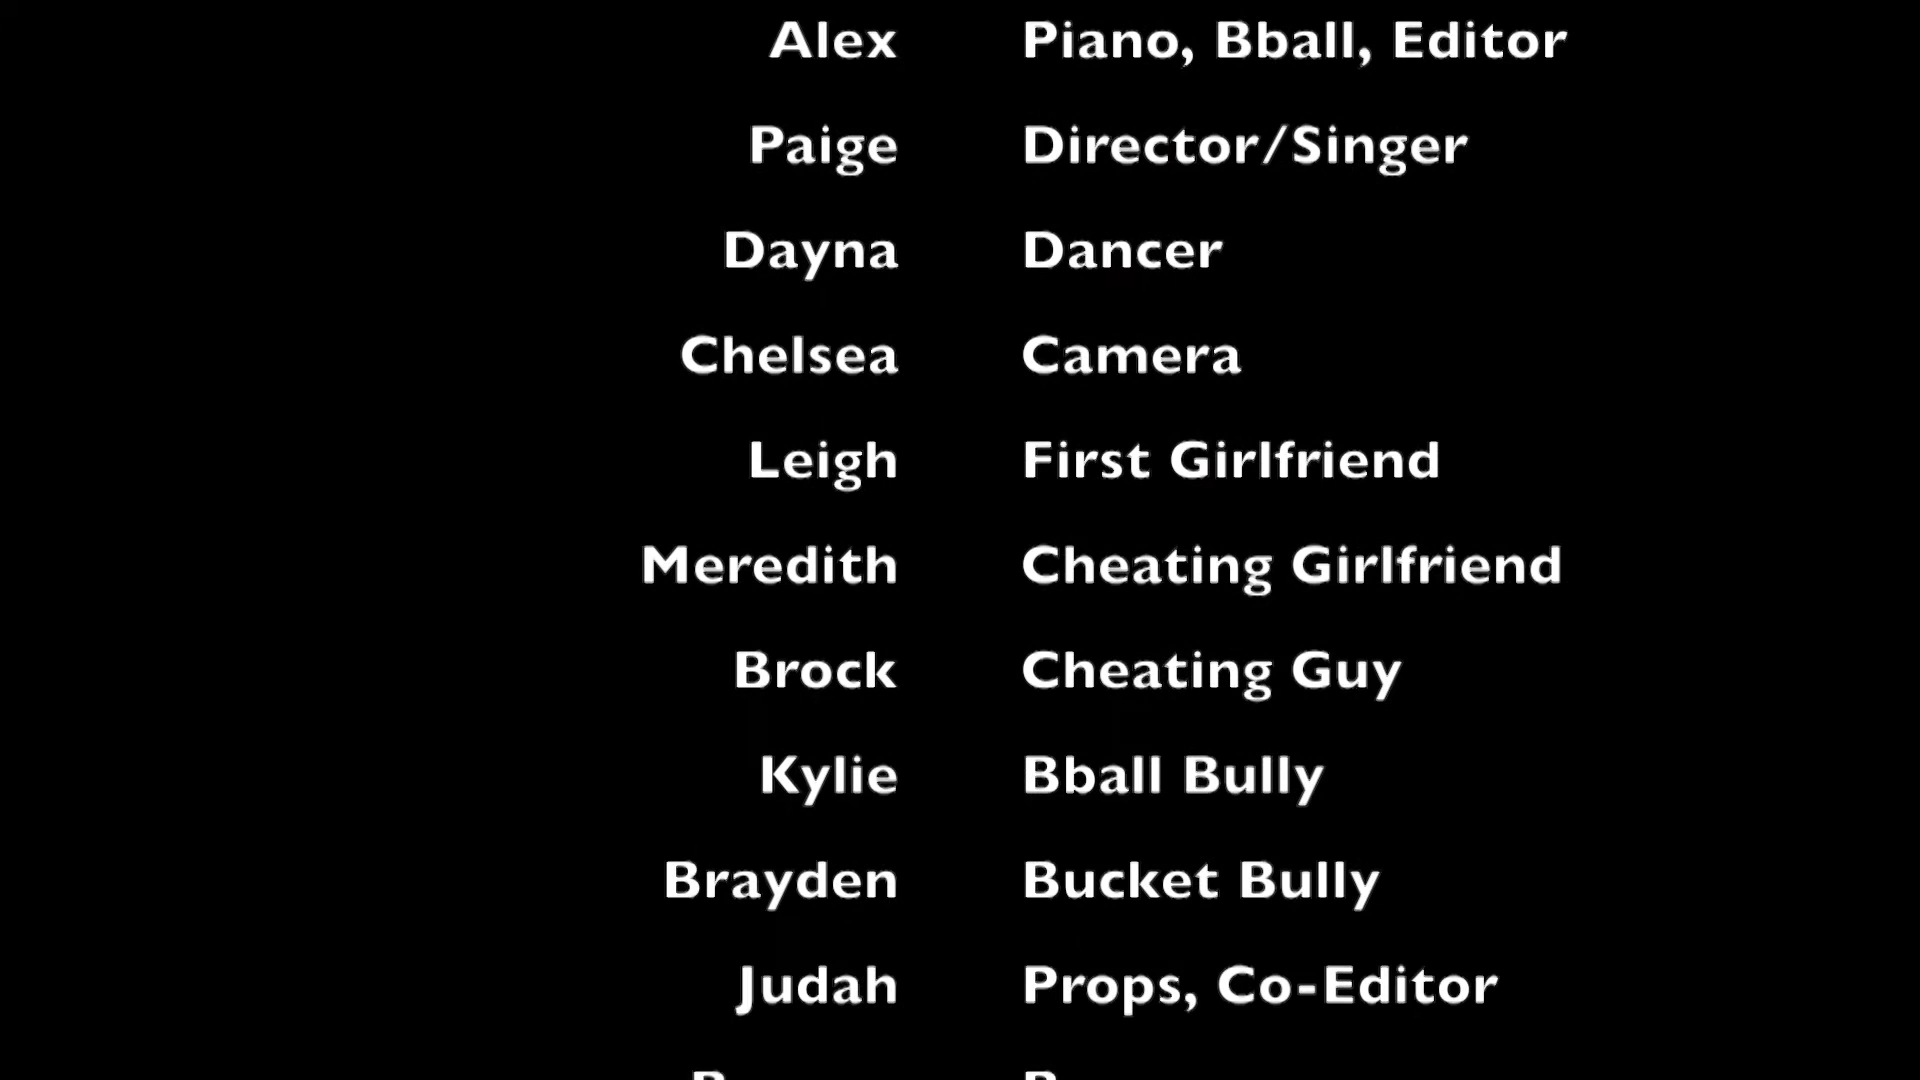 Alex Piano, Bball, Editor
Paige Director/Singer
Dayna Dancer
Chelsea Camera
Leigh First Girlfriend
Meredith Cheating Girlfriend
Brock Cheating Guy
Kylie Bball Bully
Brayden Bucket Bully
Judah Props, Co-Editor